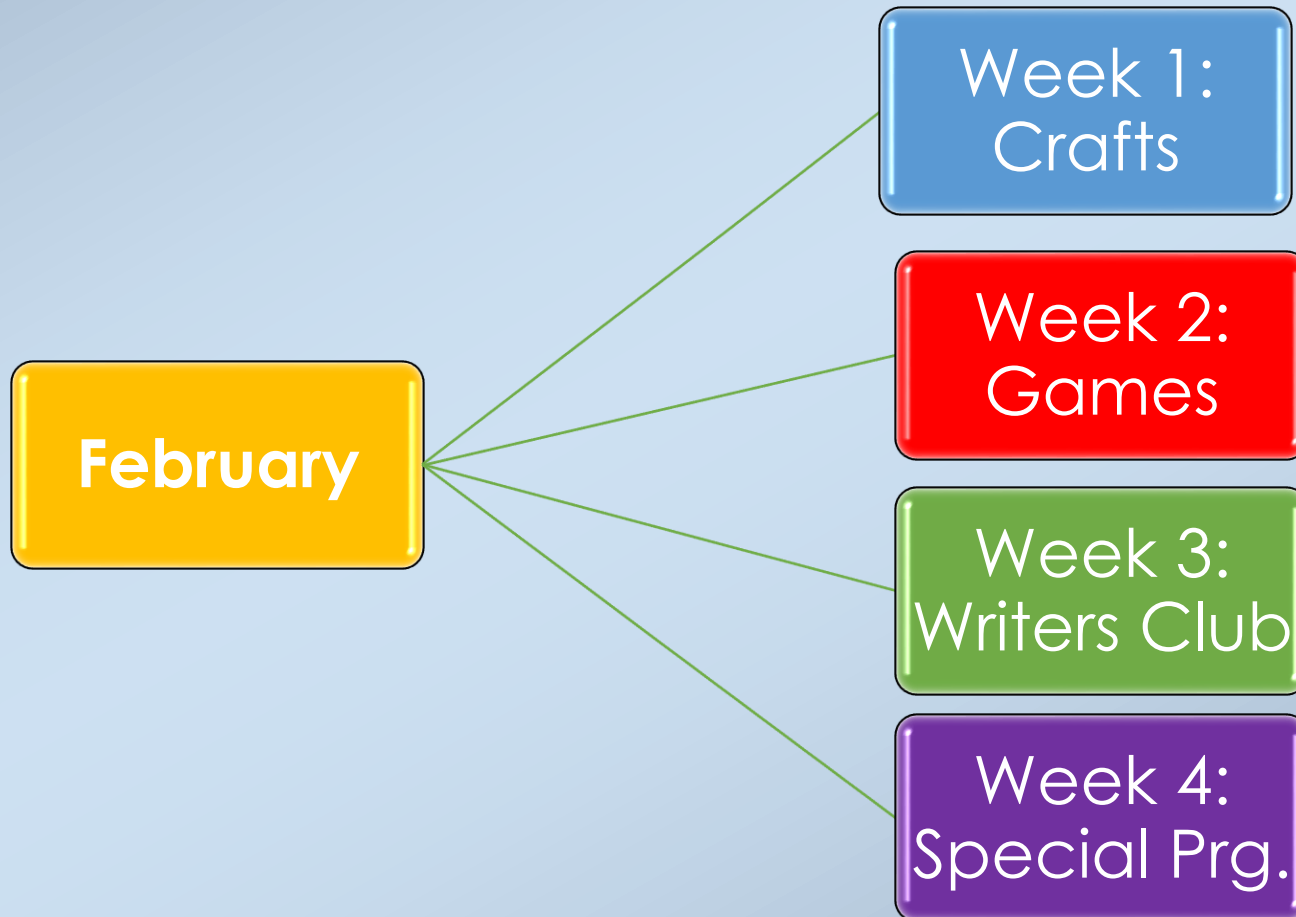 Week 1:
Crafts
Week 2:
Games
February
Week 3:
Writers Club
Week 4:
Special Prg.